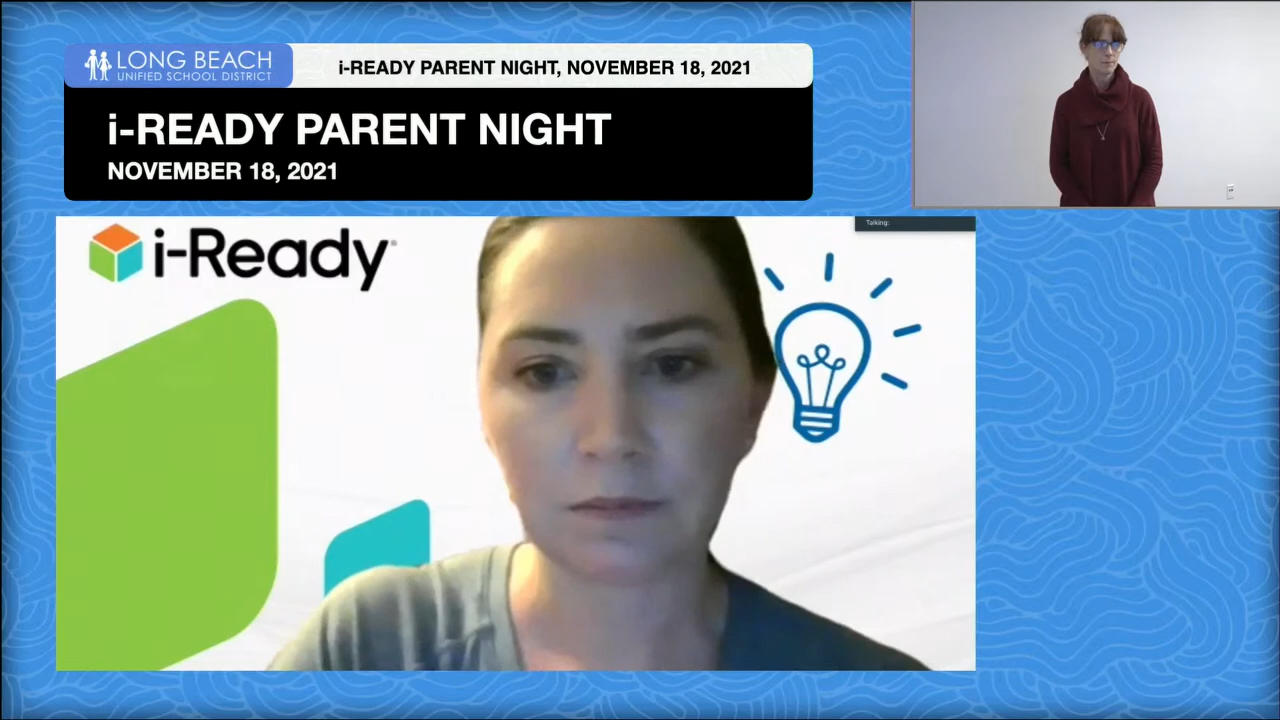 LONG BEACH
UNIFIED SCHOOL DISTRICT
i-READY PARENT NIGHT, NOVEMBER 18, 2021
i-READY PARENT NIGHT
NOVEMBER 18, 2021
Talking:
i-Ready